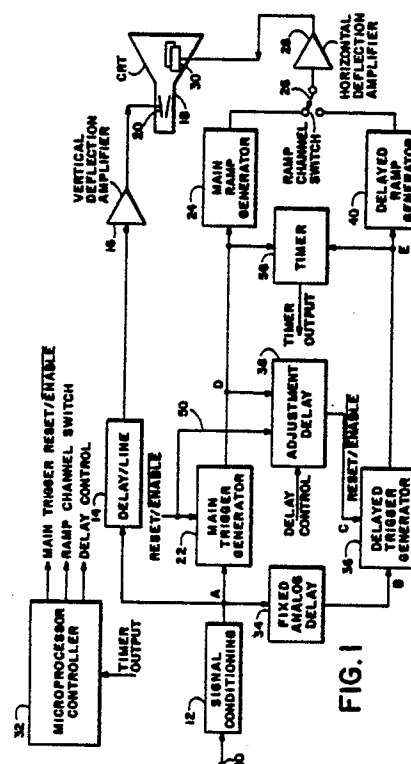 32
MICROPROCESSOR
CONTROLLER
MAIN TRIGGER RESET/ENABLE
RAMP CHANNEL SWITCH
DELAY CONTROL
TIMER OUTPUT
VERTICAL
DEFLECTION
AMPLIFIER
16
CRT
20
18
30
14
DELAY/LINE
RESET/ENABLE
50
10
12
SIGNAL
CONDITIONING
A
22
MAIN
TRIGGER
GENERATOR
D
24
MAIN
RAMP
GENERATOR
28
HORIZONTAL
DEFLECTION
AMPLIFIER
26
RAMP
CHANNEL
SWITCH
56
TIMER
TIMER
OUTPUT
38
ADJUSTMENT
DELAY
DELAY
CONTROL
34
FIXED
ANALOG
DELAY
B
C
RESET/ENABLE
36
DELAYED
TRIGGER
GENERATOR
E
40
DELAYED
RAMP
GENERATOR
FIG. 1